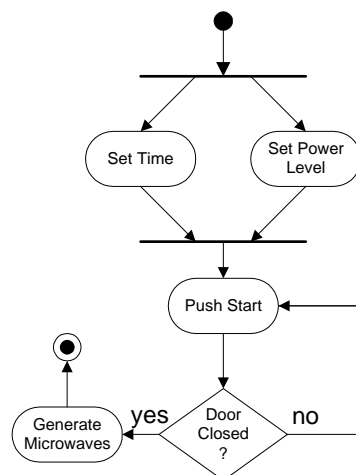 Set Time
Set Power
Level
Push Start
Door
Closed
?
yes
no
Generate
Microwaves